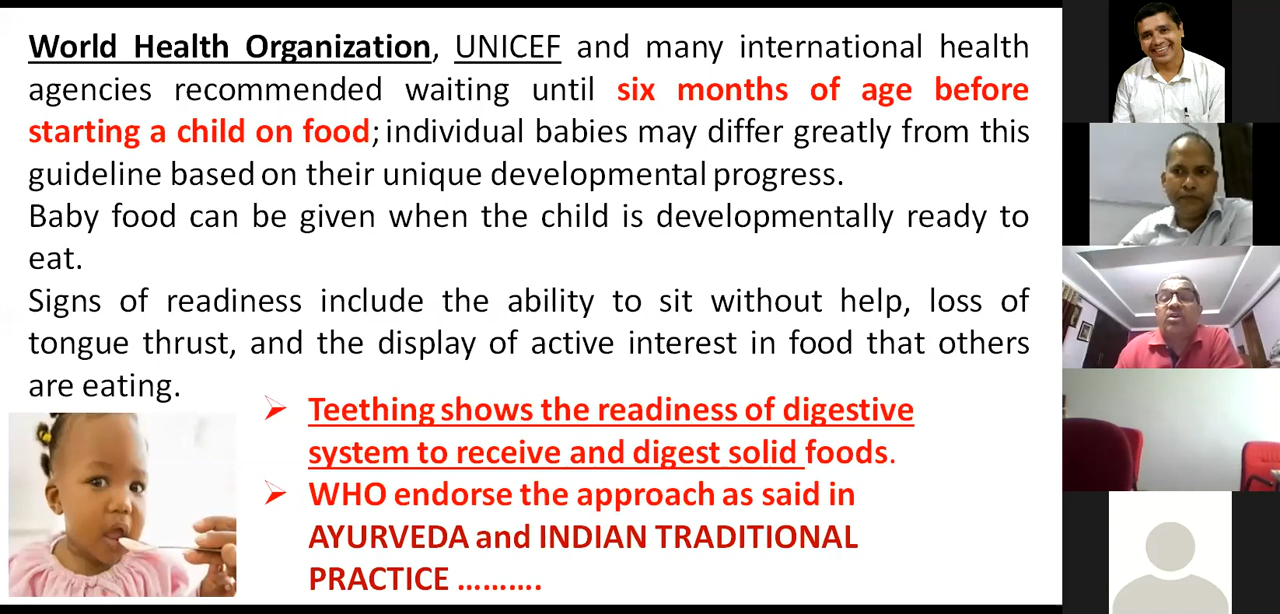 World Health Organization, UNICEF and many international health
agencies recommended waiting until six months of age before
starting a child on food; individual babies may differ greatly from this
guideline based on their unique developmental progress.
Baby food can be given when the child is developmentally ready to
eat.
Signs of readiness include the ability to sit without help, loss of
tongue thrust, and the display of active interest in food that others
are eating.
➢ Teething shows the readiness of digestive
system to receive and digest solid foods.
➢ WHO endorse the approach as said in
AYURVEDA and INDIAN TRADITIONAL
PRACTICE ..........